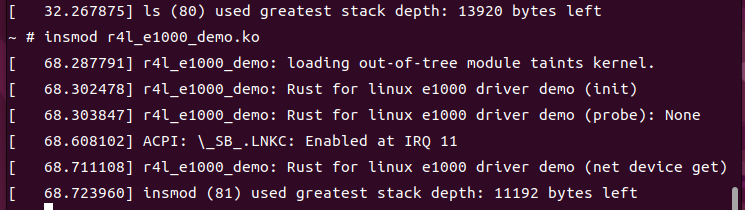 [   32.267875] ls (80) used greatest stack depth: 13920 bytes left
~ # insmod r4l_e1000_demo.ko
[   68.287791] r4l_e1000_demo: loading out-of-tree module taints kernel.
[   68.302478] r4l_e1000_demo: Rust for linux e1000 driver demo (init)
[   68.303847] r4l_e1000_demo: Rust for linux e1000 driver demo (probe): None
[   68.608102] ACPI: \_SB_.LNKC: Enabled at IRQ 11
[   68.711108] r4l_e1000_demo: Rust for linux e1000 driver demo (net device get)
[   68.723960] insmod (81) used greatest stack depth: 11192 bytes left